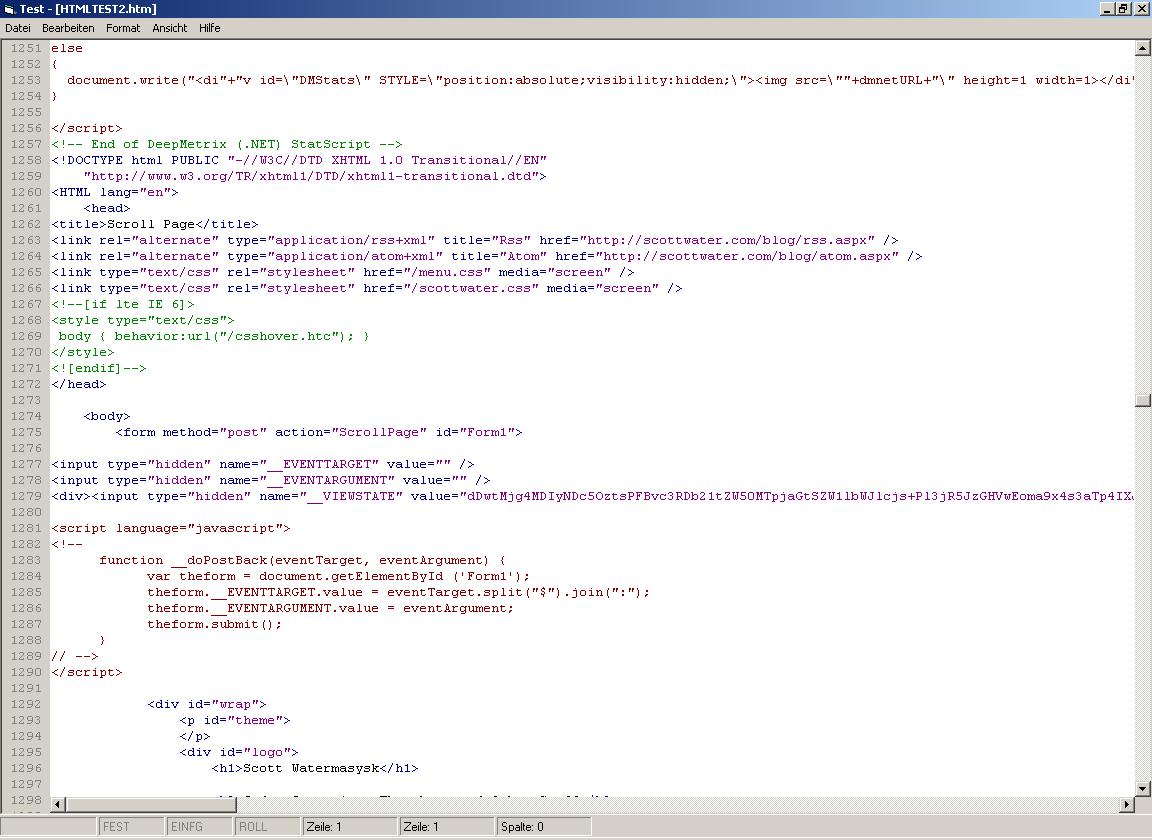 Test - [HTMLTEST2.htm]
Datei Bearbeiten Format Ansicht Hilfe
1251 else
1252 {
1253   document.write("<di"+"v id=\"DMStats\" STYLE=\"position:absolute;visibility:hidden;\"><img src=\""+dmnetURL+"\" height=1 width=1></di"
1254 }
1255
1256 </script>
1257 <!-- End of DeepMetrix (.NET) StatScript -->
1258 <!DOCTYPE html PUBLIC "-//W3C//DTD XHTML 1.0 Transitional//EN"
1259     "http://www.w3.org/TR/xhtml1/DTD/xhtml1-transitional.dtd">
1260 <HTML lang="en">
1261     <head>
1262 <title>Scroll Page</title>
1263 <link rel="alternate" type="application/rss+xml" title="Rss" href="http://scottwater.com/blog/rss.aspx" />
1264 <link rel="alternate" type="application/atom+xml" title="Atom" href="http://scottwater.com/blog/atom.aspx" />
1265 <link type="text/css" rel="stylesheet" href="/menu.css" media="screen" />
1266 <link type="text/css" rel="stylesheet" href="/scottwater.css" media="screen" />
1267 <!--[if lte IE 6]>
1268 <style type="text/css">
1269  body { behavior:url("/csshover.htc"); }
1270 </style>
1271 <![endif]-->
1272 </head>
1273
1274     <body>
1275         <form method="post" action="ScrollPage" id="Form1">
1276
1277 <input type="hidden" name="__EVENTTARGET" value="" />
1278 <input type="hidden" name="__EVENTARGUMENT" value="" />
1279 <div><input type="hidden" name="__VIEWSTATE" value="
1280
1281 <script language="javascript">
1282 <!--
1283       function __doPostBack(eventTarget, eventArgument) {
1284             var theform = document.getElementById ('Form1');
1285             theform.__EVENTTARGET.value = eventTarget.split("$").join(":");
1286             theform.__EVENTARGUMENT.value = eventArgument;
1287             theform.submit();
1288       }
1289 // -->
1290 </script>
1291
1292             <div id="wrap">
1293                 <p id="theme">
1294                 </p>
1295                 <div id="logo">
1296                     <h1>Scott Watermasysk</h1>
1297
1298
FEST EINFG ROLL Zeile: 1 Zeile: 1 Spalte: 0